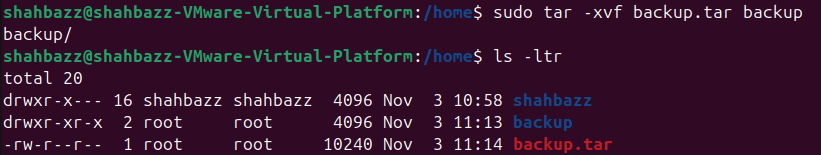 shahbazz@shahbazz-VMware-Virtual-Platform:/home$ sudo tar -xvf backup.tar backup
backup/
shahbazz@shahbazz-VMware-Virtual-Platform:/home$ ls -ltr
total 20
drwxr-x--- 16 shahbazz shahbazz  4096 Nov  3 10:58 shahbazz
drwxr-xr-x  2 root     root      4096 Nov  3 11:13 backup
-rw-r--r--  1 root     root     10240 Nov  3 11:14 backup.tar